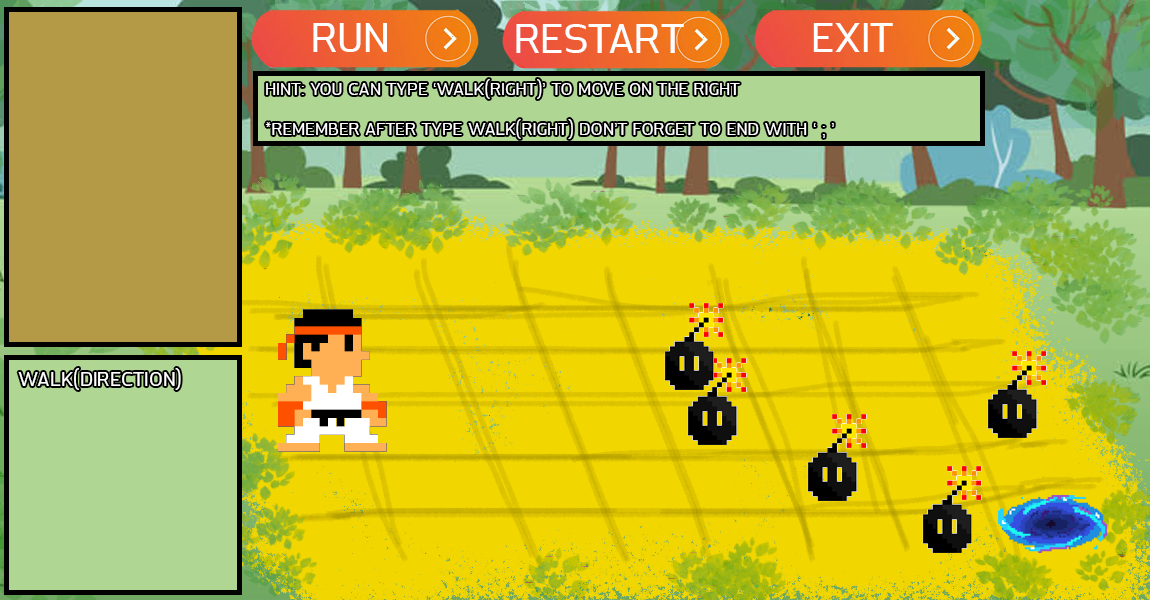 RUN
RESTART
EXIT
HINT: YOU CAN TYPE 'WALK(RIGHT)' TO MOVE ON THE RIGHT
*REMEMBER AFTER TYPE WALK(RIGHT) DON'T FORGET TO END WITH ' ; '
WALK(DIRECTION)